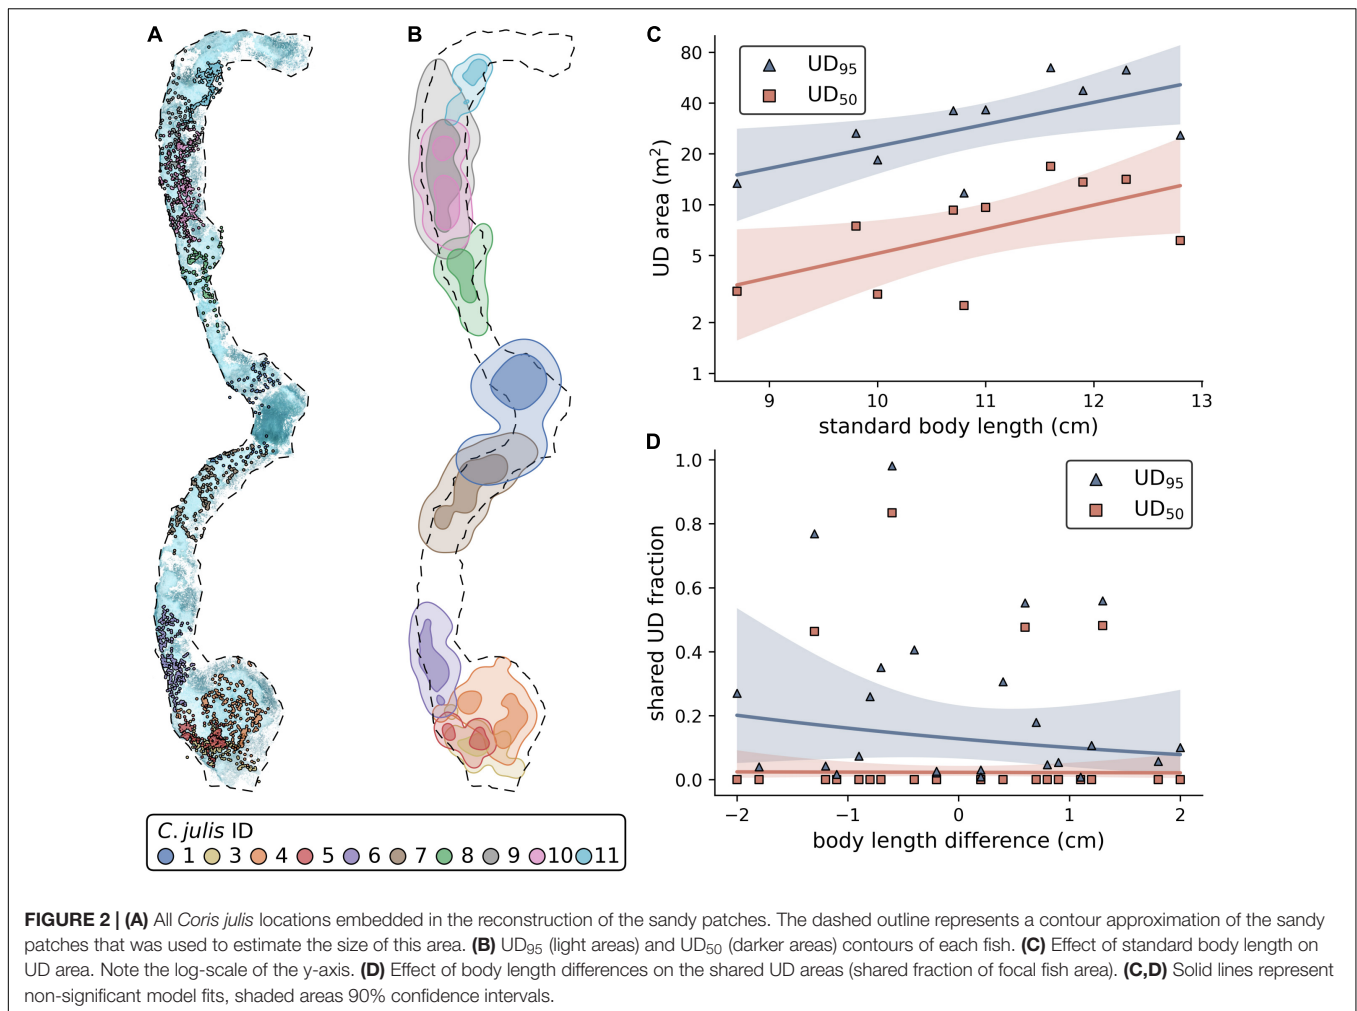 A
B
C
D
80
40
20
10
5
2
1
UD area (m²)
UD₉₅
UD₅₀
9 10 11 12 13
standard body length (cm)
1.0
0.8
0.6
0.4
0.2
0.0
shared UD fraction
UD₉₅
UD₅₀
−2 −1 0 1 2
body length difference (cm)
C. julis ID
1 3 4 5 6 7 8 9 10 11
FIGURE 2 | (A) All Coris julis locations embedded in the reconstruction of the sandy patches. The dashed outline represents a contour approximation of the sandy
patches that was used to estimate the size of this area. (B) UD₉₅ (light areas) and UD₅₀ (darker areas) contours of each fish. (C) Effect of standard body length on
UD area. Note the log-scale of the y-axis. (D) Effect of body length differences on the shared UD areas (shared fraction of focal fish area). (C,D) Solid lines represent
non-significant model fits, shaded areas 90% confidence intervals.